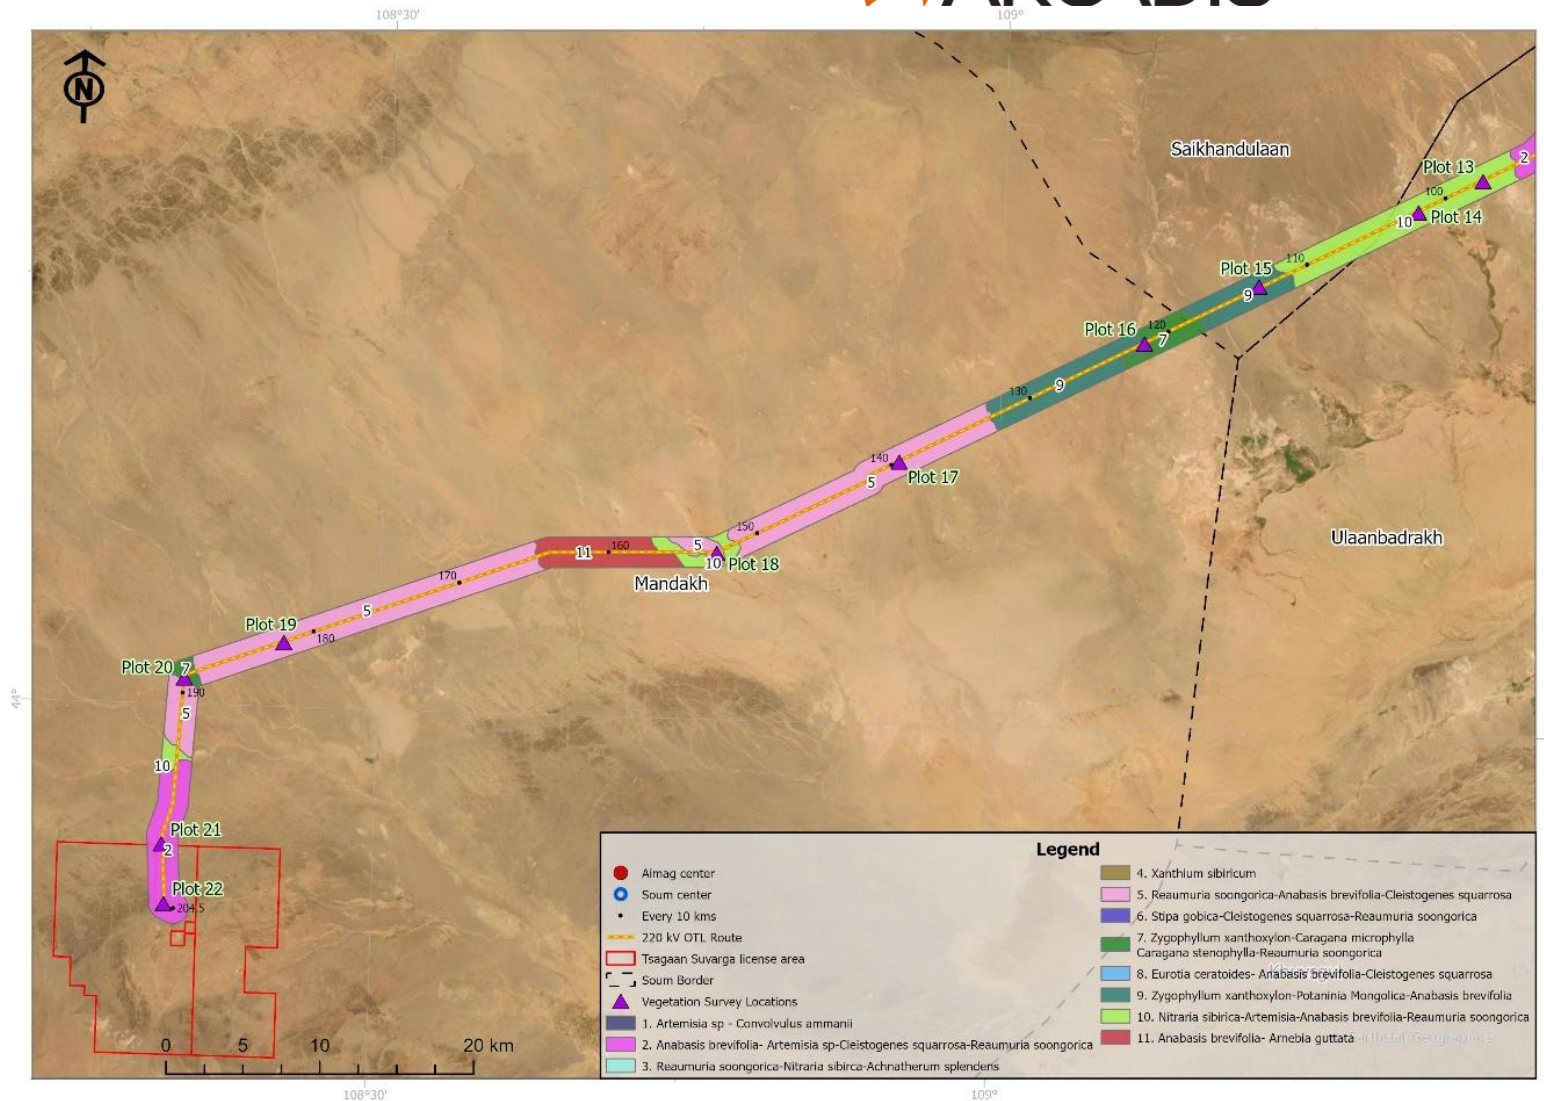 ARCADIS
108°30'
109°
N
Saikhandulaan
Plot 13
2
100
10
Plot 14
110
Plot 15
9
Plot 16
120
7
9
130
140
5
Plot 17
Ulaanbadrakh
150
5
10
Plot 18
11
160
Mandakh
170
5
Plot 19
180
Plot 20
7
190
5
44°
10
Plot 21
2
Plot 22
204.5
0 5 10 20 km
Legend
Aimag center
Soum center
Every 10 kms
220 kV OTL Route
Tsagaan Suvarga license area
Soum Border
Vegetation Survey Locations
1. Artemisia sp - Convolvulus ammanii
2. Anabasis brevifolia- Artemisia sp-Cleistogenes squarrosa-Reaumuria soongorica
3. Reaumuria soongorica-Nitraria sibirca-Achnatherum splendens
4. Xanthium sibiricum
5. Reaumuria soongorica-Anabasis brevifolia-Cleistogenes squarrosa
6. Stipa gobica-Cleistogenes squarrosa-Reaumuria soongorica
7. Zygophyllum xanthoxylon-Caragana microphylla
Caragana stenophylla-Reaumuria soongorica
8. Eurotia ceratoides- Anabasis brevifolia-Cleistogenes squarrosa
9. Zygophyllum xanthoxylon-Potaninia Mongolica-Anabasis brevifolia
10. Nitraria sibirica-Artemisia-Anabasis brevifolia-Reaumuria soongorica
11. Anabasis brevifolia- Arnebia guttata
108°30'
109°